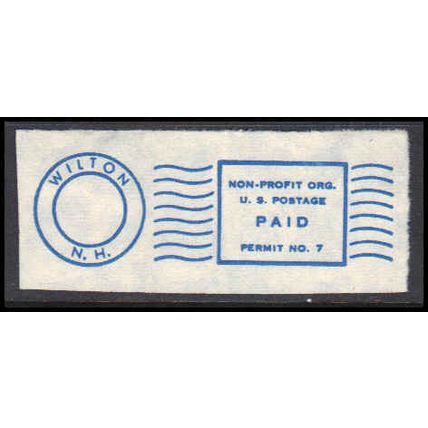 WILTON
N. H.
NON-PROFIT ORG.
U. S. POSTAGE
PAID
PERMIT NO. 7